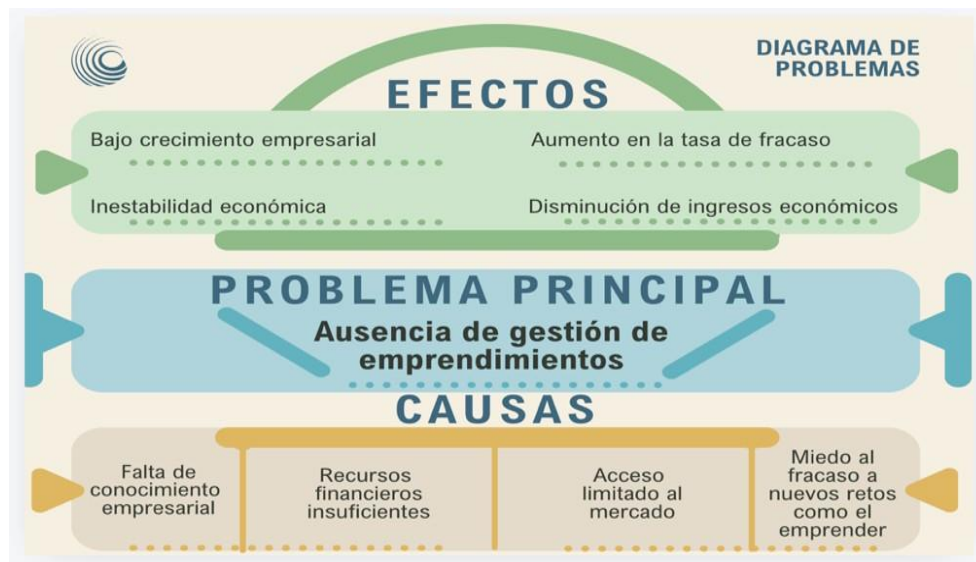 DIAGRAMA DE
PROBLEMAS
EFECTOS
Bajo crecimiento empresarial
Aumento en la tasa de fracaso
Inestabilidad económica
Disminución de ingresos económicos
PROBLEMA PRINCIPAL
Ausencia de gestión de
emprendimientos
CAUSAS
Falta de
conocimiento
empresarial
Recursos
financieros
insuficientes
Acceso
limitado al
mercado
Miedo al
fracaso a
nuevos retos
como el
emprender